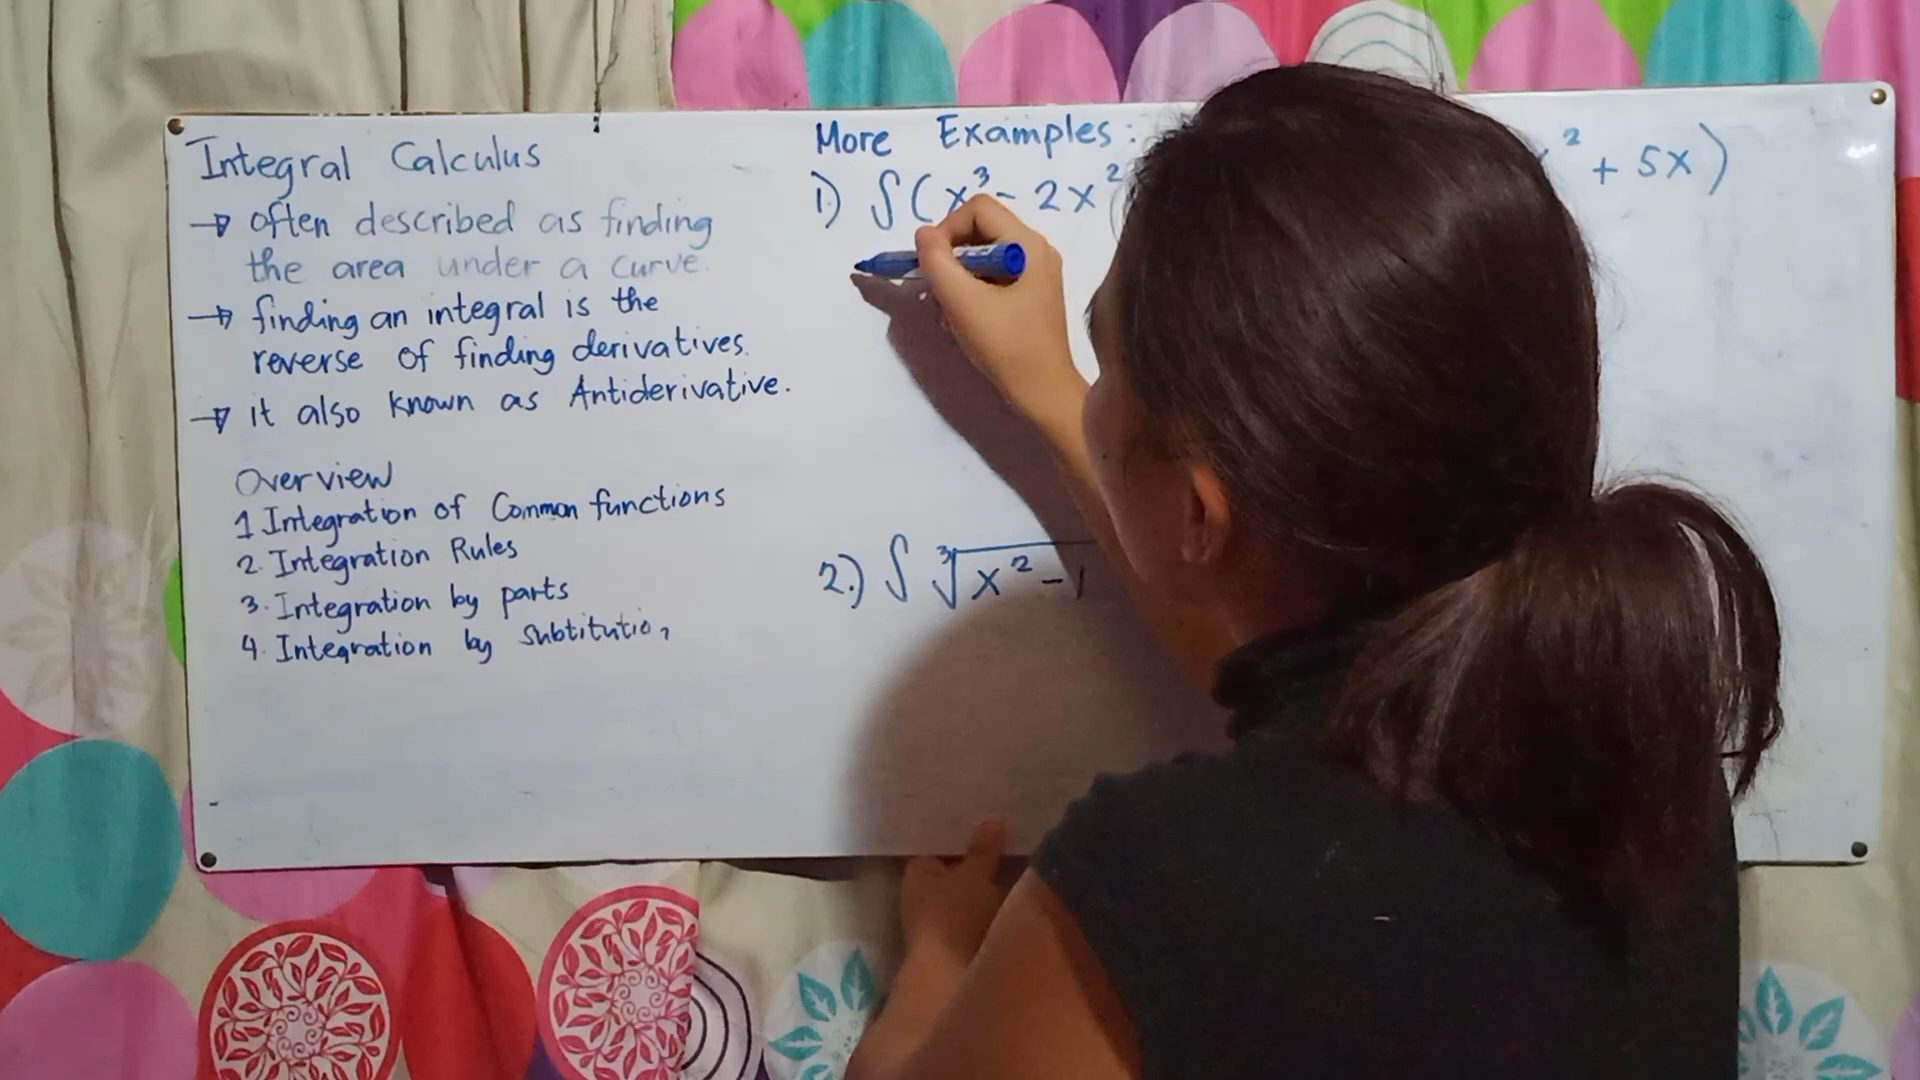 Integral Calculus
→ often described as finding
the area under a curve.
→ finding an integral is the
reverse of finding derivatives.
→ it also known as Antiderivative.
Overview
1 Integration of Common functions
2. Integration Rules
3. Integration by parts
4. Integration by subtitution
More Examples:
1.) ∫(x³ - 2x²
² + 5x)
2.) ∫ ∛x² - 1